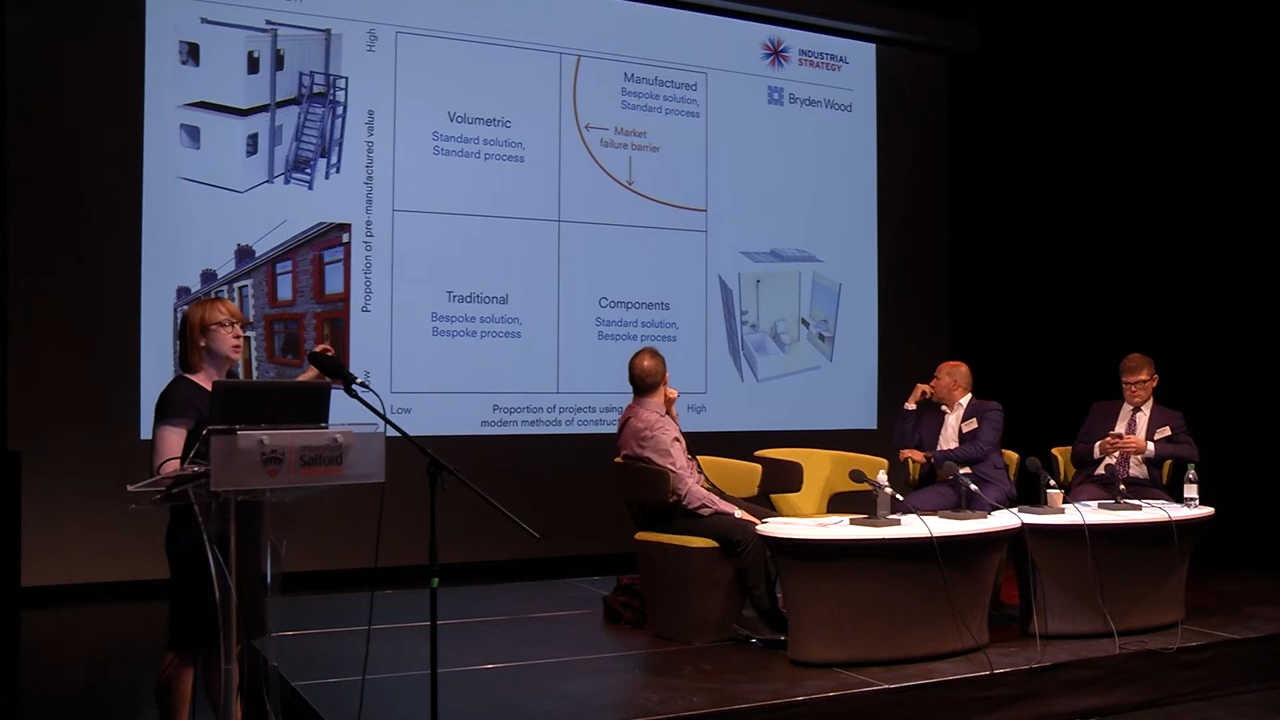 High
INDUSTRIAL
STRATEGY
Bryden Wood
Manufactured
Bespoke solution,
Standard process
Volumetric
Standard solution,
Standard process
Market
failure barrier
Proportion of pre-manufactured value
Traditional
Bespoke solution,
Bespoke process
Components
Standard solution,
Bespoke process
Low
Low
Proportion of projects using
modern methods of
High
University of
Salford